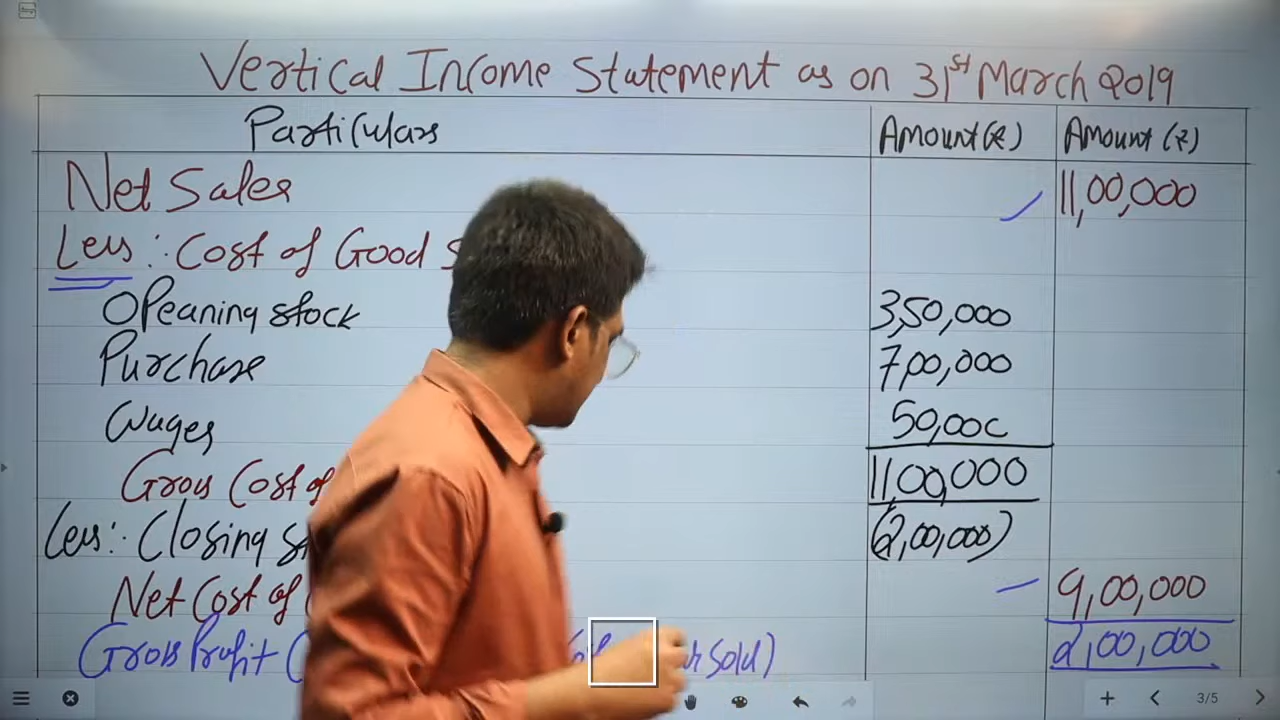 Vertical Income Statement as on 31st March 2019
Particulars Amount (₹) Amount (₹)
Net Sales 11,00,000
Less: Cost of Good
Opeaning stock 3,50,000
Purchase 7,00,000
Wages 50,000
Gross Cost of 11,00,000
Less: Closing (2,00,000)
Net Cost of 9,00,000
Gross Profit ( sold) 2,00,000
3/5